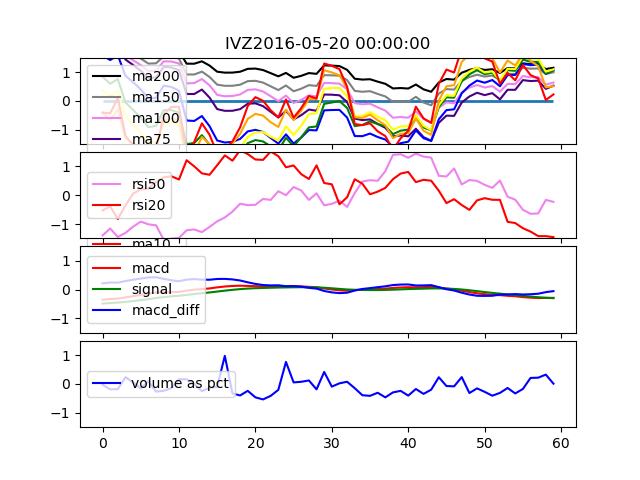 IVZ2016-05-20 00:00:00
1
0
−1
ma200
ma150
ma100
ma75
1
0
−1
rsi50
rsi20
ma10
1
0
−1
macd
signal
macd_diff
1
0
−1
volume as pct
0 10 20 30 40 50 60